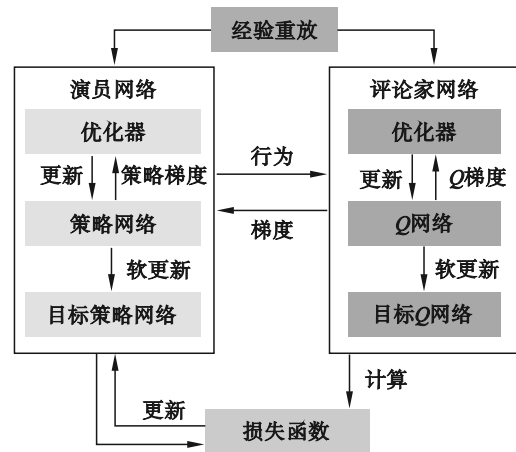 经验重放
演员网络
优化器
更新
策略梯度
策略网络
软更新
目标策略网络
行为
梯度
评论家网络
优化器
更新
Q梯度
Q网络
软更新
目标Q网络
更新
计算
损失函数